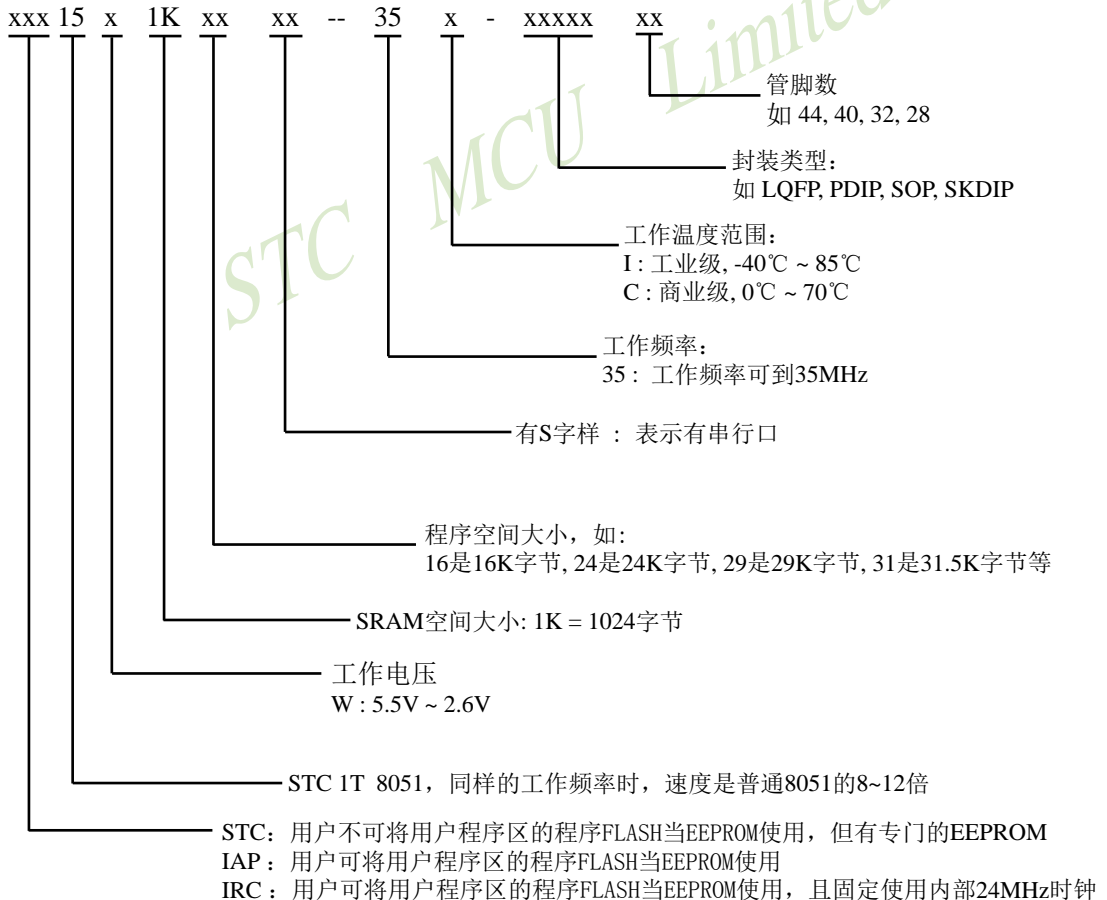 xxx 15 x 1K xx xx -- 35 x - xxxxx xx
管脚数
如 44, 40, 32, 28
封装类型：
如 LQFP, PDIP, SOP, SKDIP
工作温度范围：
I : 工业级, -40℃ ~ 85℃
C : 商业级, 0℃ ~ 70℃
工作频率：
35 : 工作频率可到35MHz
有S字样 : 表示有串行口
程序空间大小，如:
16是16K字节, 24是24K字节, 29是29K字节, 31是31.5K字节等
SRAM空间大小: 1K = 1024字节
工作电压
W : 5.5V ~ 2.6V
STC 1T 8051，同样的工作频率时，速度是普通8051的8~12倍
STC：用户不可将用户程序区的程序FLASH当EEPROM使用，但有专门的EEPROM
IAP：用户可将用户程序区的程序FLASH当EEPROM使用
IRC：用户可将用户程序区的程序FLASH当EEPROM使用，且固定使用内部24MHz时钟
STC MCU Limited